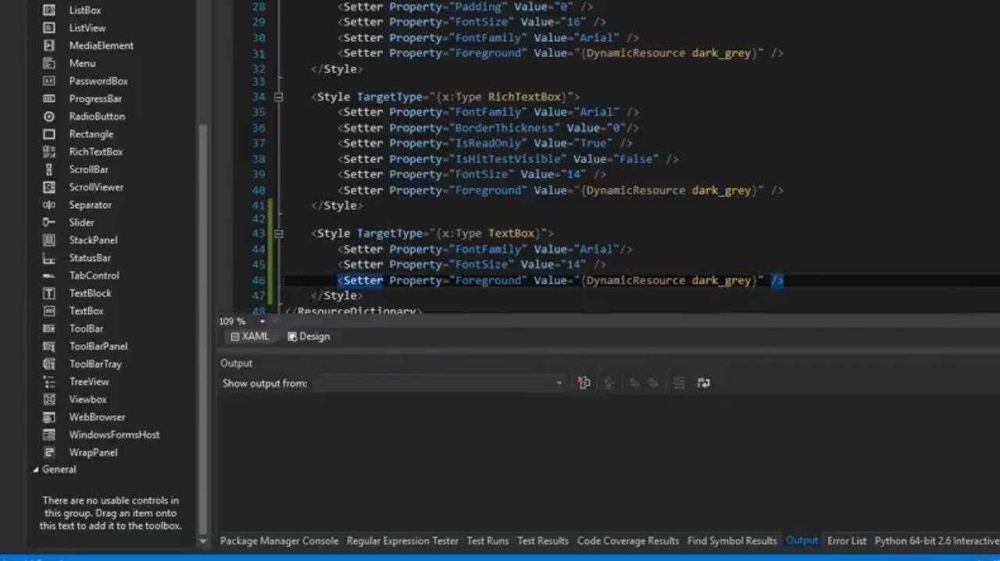 ListBox
ListView
MediaElement
Menu
PasswordBox
ProgressBar
RadioButton
Rectangle
RichTextBox
ScrollBar
ScrollViewer
Separator
Slider
StackPanel
StatusBar
TabControl
TextBlock
TextBox
ToolBar
ToolBarPanel
ToolBarTray
TreeView
Viewbox
WebBrowser
WindowsFormsHost
WrapPanel
General
There are no usable controls in
this group. Drag an item onto
this text to add it to the toolbox.
28 <Setter Property="Padding" Value="0" />
29 <Setter Property="FontSize" Value="16" />
30 <Setter Property="FontFamily" Value="Arial" />
31 <Setter Property="Foreground" Value="{DynamicResource dark_grey}" />
32 </Style>
33
34 <Style TargetType="{x:Type RichTextBox}">
35 <Setter Property="FontFamily" Value="Arial" />
36 <Setter Property="BorderThickness" Value="0"/>
37 <Setter Property="IsReadOnly" Value="True" />
38 <Setter Property="IsHitTestVisible" Value="False" />
39 <Setter Property="FontSize" Value="14" />
40 <Setter Property="Foreground" Value="{DynamicResource dark_grey}" />
41 </Style>
42
43 <Style TargetType="{x:Type TextBox}">
44 <Setter Property="FontFamily" Value="Arial"/>
45 <Setter Property="FontSize" Value="14" />
46 <Setter Property="Foreground" Value="{DynamicResource dark_grey}" />
47 </Style>
48 </ResourceDictionary>
109 %
XAML Design
Output
Show output from:
Package Manager Console Regular Expression Tester Test Runs Test Results Code Coverage Results Find Symbol Results Output Error List Python 64-bit 2.6 Interactive